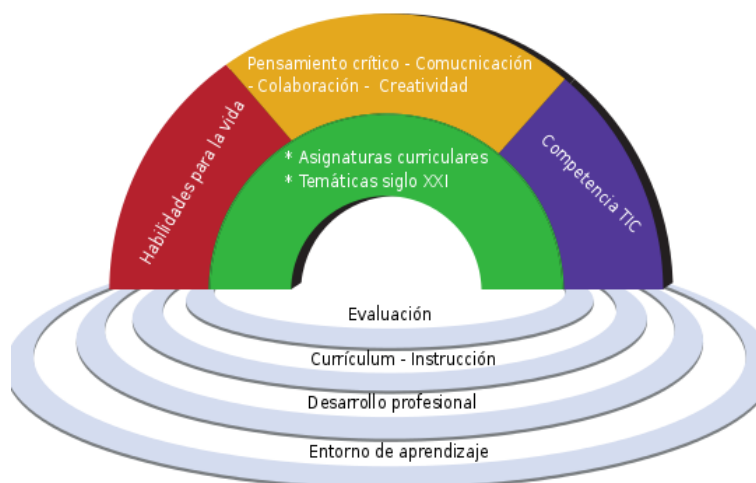 Pensamiento crítico - Comucnicación
- Colaboración - Creatividad
Habilidades para la vida
Competencia TIC
* Asignaturas curriculares
* Temáticas siglo XXI
Evaluación
Currículum - Instrucción
Desarrollo profesional
Entorno de aprendizaje